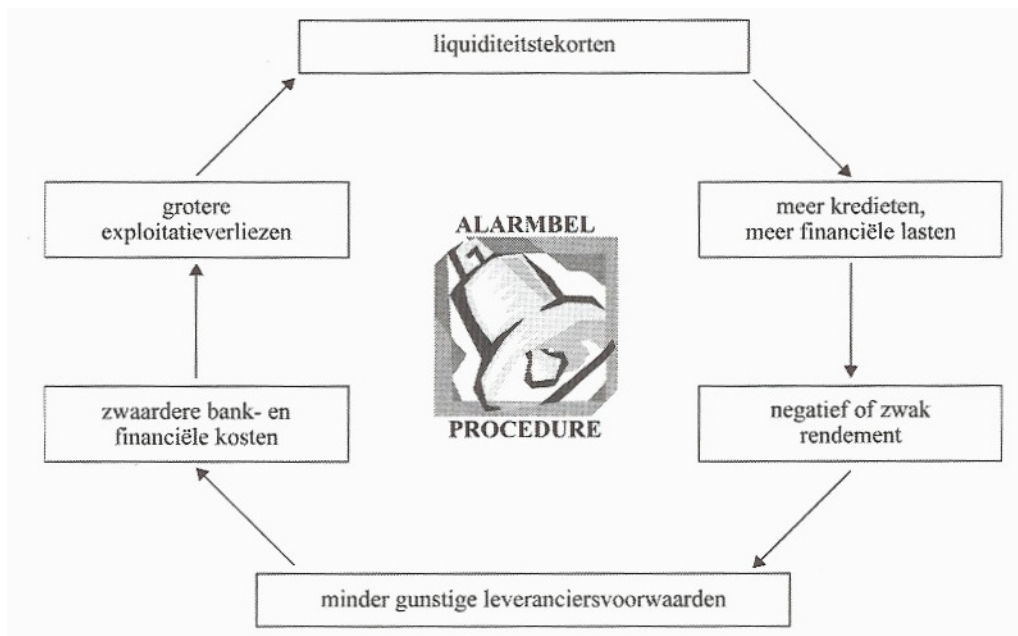 liquiditeitstekorten
meer kredieten,
meer financiële lasten
negatief of zwak
rendement
minder gunstige leveranciersvoorwaarden
zwaardere bank- en
financiële kosten
grotere
exploitatieverliezen
ALARMBEL
PROCEDURE